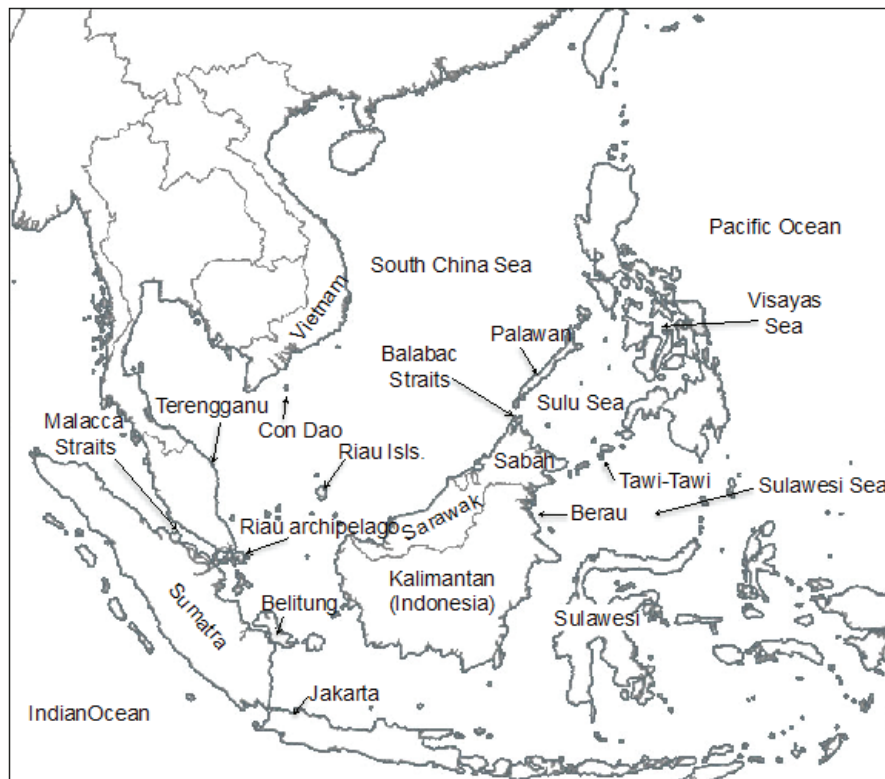 Pacific Ocean
South China Sea
Vietnam
Visayas
Sea
Palawan
Balabac
Straits
Sulu Sea
Terengganu
Malacca
Straits
Con Dao
Riau Isls.
Sabah
Tawi-Tawi
Sulawesi Sea
Sarawak
Berau
Riau archipelago
Kalimantan
(Indonesia)
Sumatra
Belitung
Sulawesi
Jakarta
IndianOcean